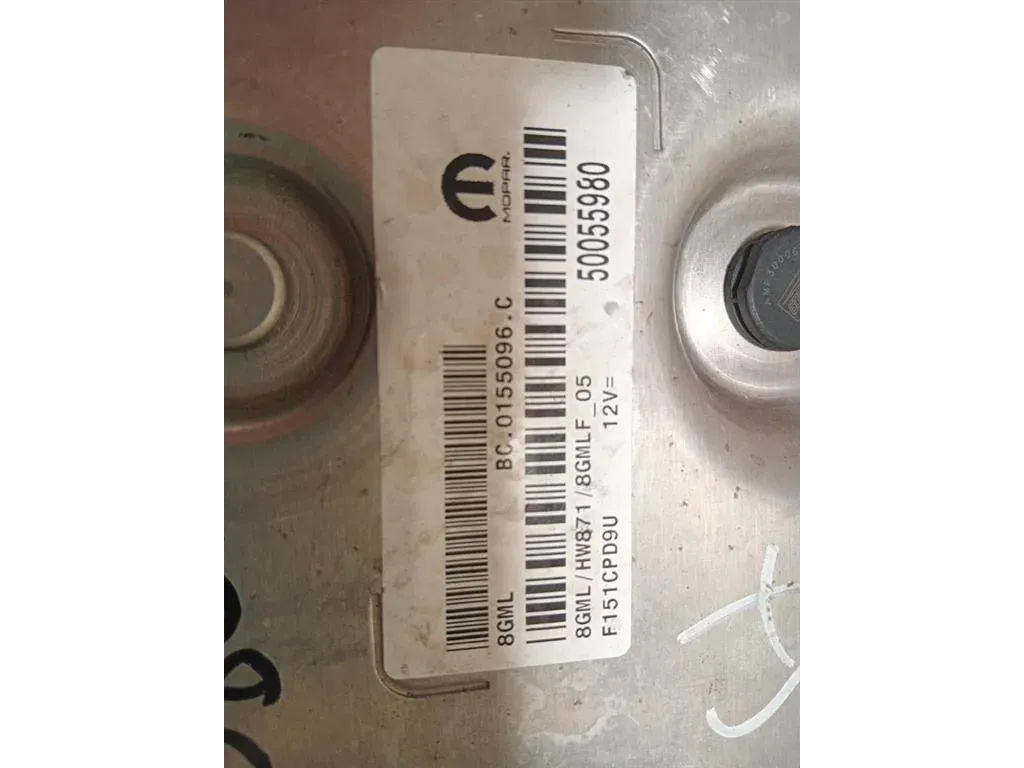 MOPAR.
8GML BC.0155096.C
8GML/HW871/8GMLF_05 50055980
F151CPD9U 12V=